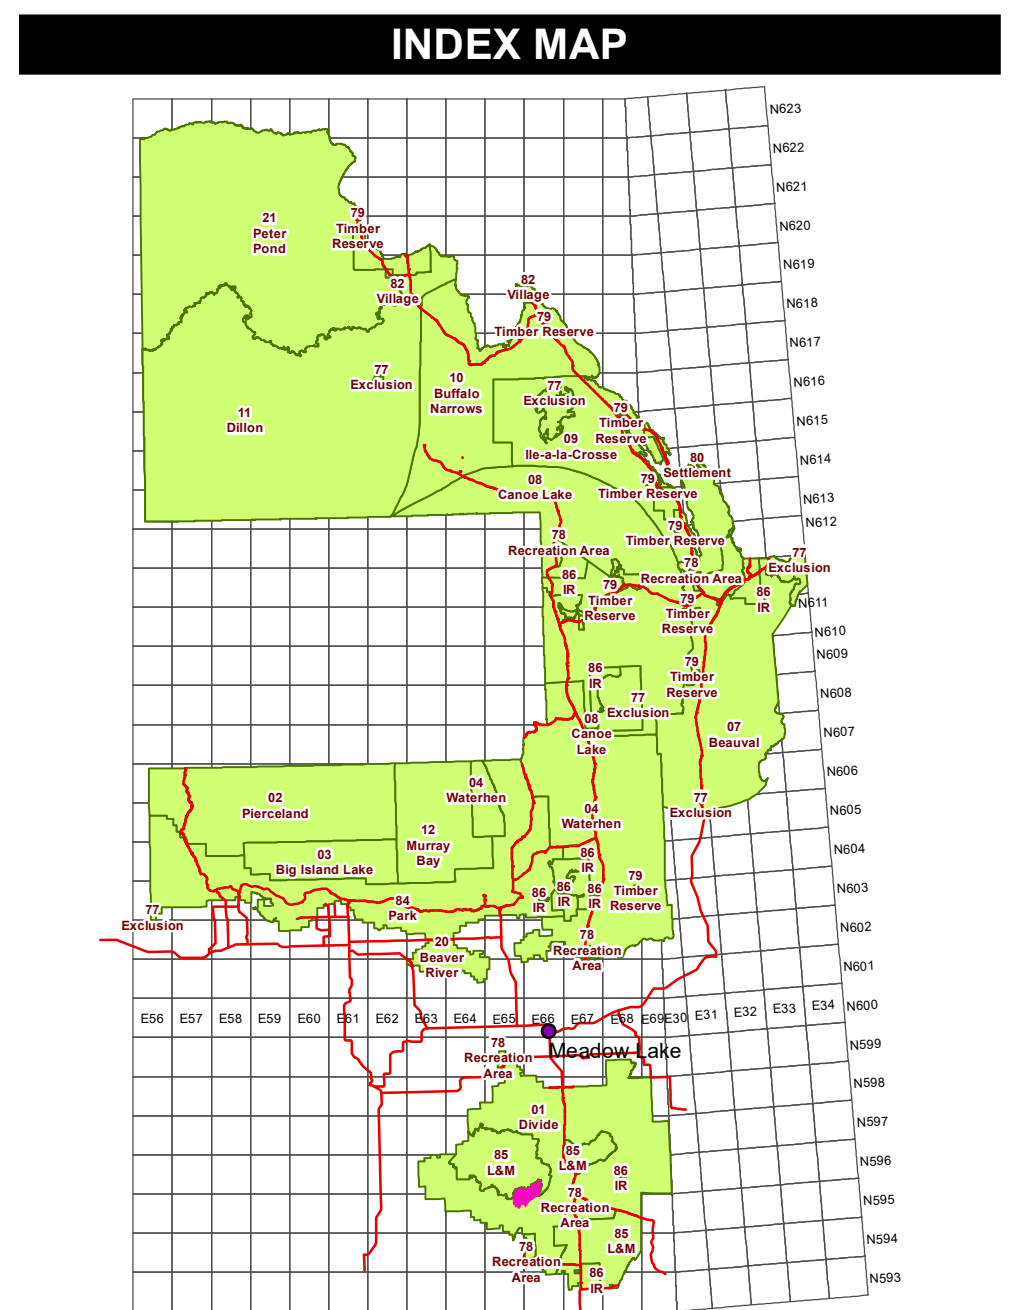 INDEX MAP
N623
N622
N621
N620
N619
N618
N617
N616
N615
N614
N613
N612
N611
N610
N609
N608
N607
N606
N605
N604
N603
N602
N601
N600
N599
N598
N597
N596
N595
N594
N593
21
Peter
Pond
79
Timber
Reserve
82
Village
82
Village
79
Timber Reserve
77
Exclusion
10
Buffalo
Narrows
77
Exclusion
11
Dillon
79
Timber
Reserve
09
Ile-a-la-Crosse
80
Settlement
08
Canoe Lake
79
Timber Reserve
79
Timber Reserve
78
Recreation Area
77
Exclusion
78
Recreation Area
86
IR
79
Timber
Reserve
79
Timber
Reserve
86
IR
86
IR
79
Timber
Reserve
77
Exclusion
08
Canoe
Lake
07
Beauval
04
Waterhen
02
Pierceland
77
Exclusion
04
Waterhen
12
Murray
Bay
03
Big Island Lake
86
IR
86
IR
86
IR
86
IR
79
Timber
Reserve
84
Park
77
Exclusion
20
Beaver
River
78
Recreation
Area
E56
E57
E58
E59
E60
E61
E62
E63
E64
E65
E66
E67
E68
E69
E30
E31
E32
E33
E34
Meadow Lake
78
Recreation
Area
01
Divide
85
L&M
85
L&M
86
IR
78
Recreation
Area
85
L&M
78
Recreation
Area
86
IR